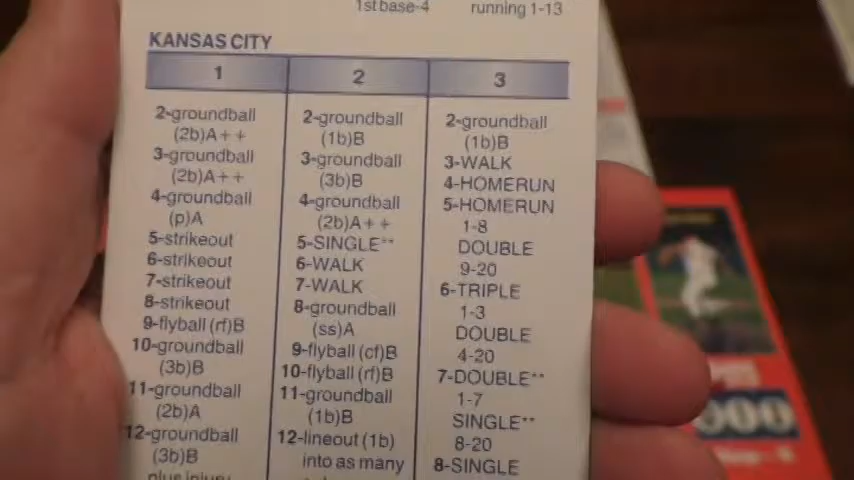 1stbase-4 running 1-13
KANSAS CITY
1 2 3
2-groundball
(2b)A++
3-groundball
(2b)A++
4-groundball
(p)A
5-strikeout
6-strikeout
7-strikeout
8-strikeout
9-flyball (rf)B
10-groundball
(3b)B
11-groundball
(2b)A
12-groundball
(3b)B
plus injury
2-groundball
(1b)B
3-groundball
(3b)B
4-groundball
(2b)A++
5-SINGLE**
6-WALK
7-WALK
8-groundball
(ss)A
9-flyball (cf)B
10-flyball (rf)B
11-groundball
(1b)B
12-lineout (1b)
into as many
2-groundball
(1b)B
3-WALK
4-HOMERUN
5-HOMERUN
1-8
DOUBLE
9-20
6-TRIPLE
1-3
DOUBLE
4-20
7-DOUBLE**
1-7
SINGLE**
8-20
8-SINGLE
000